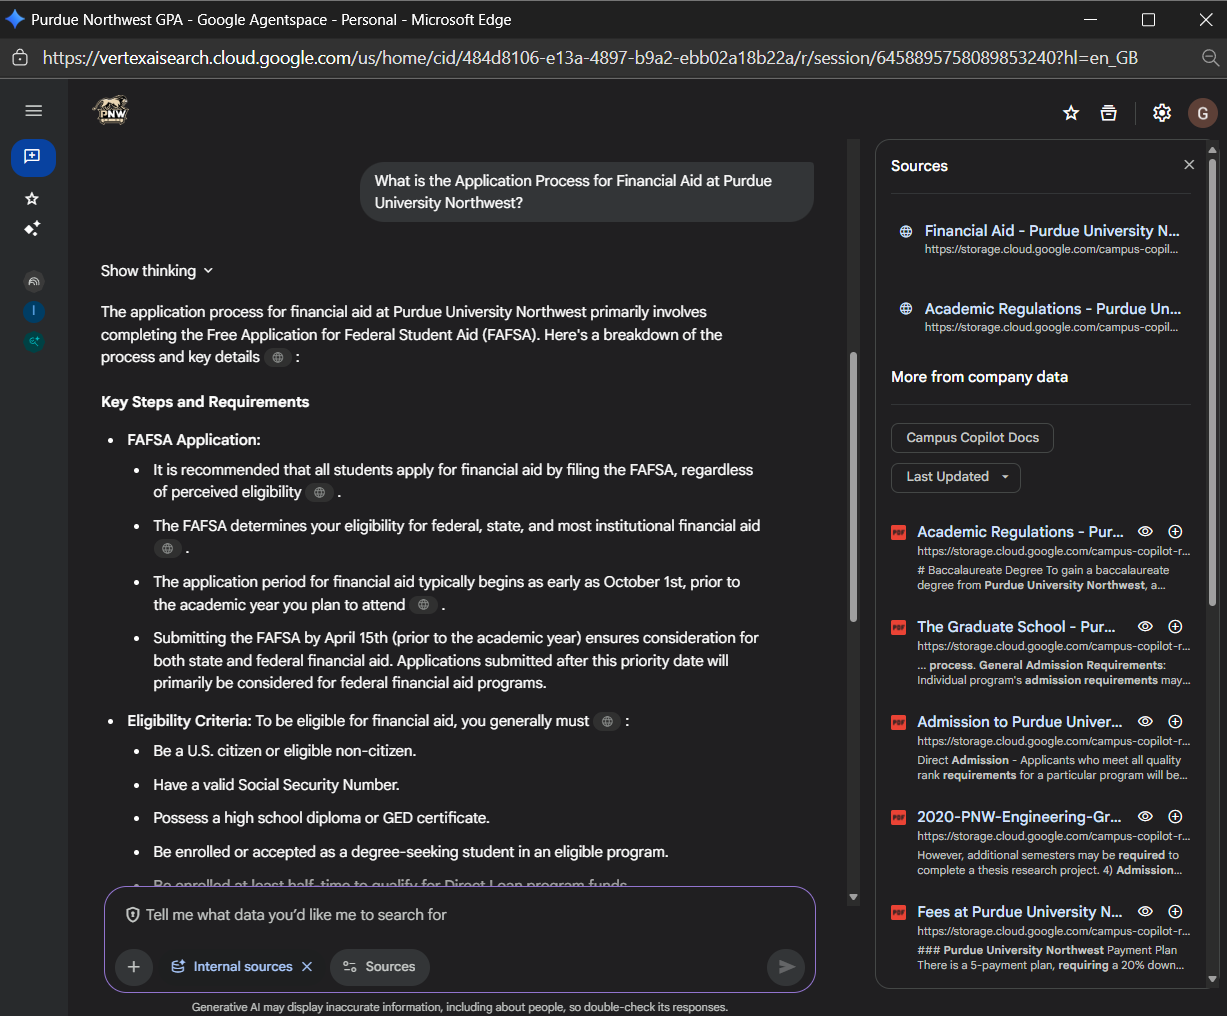 Purdue Northwest GPA - Google Agentspace - Personal - Microsoft Edge
https://vertexaisearch.cloud.google.com/us/home/cid/484d8106-e13a-4897-b9a2-ebb02a18b22a/r/session/6458895758089853240?hl=en_GB
PNW
G
What is the Application Process for Financial Aid at Purdue
University Northwest?
Show thinking
The application process for financial aid at Purdue University Northwest primarily involves
completing the Free Application for Federal Student Aid (FAFSA). Here's a breakdown of the
process and key details :
Key Steps and Requirements
• FAFSA Application:
• It is recommended that all students apply for financial aid by filing the FAFSA, regardless
of perceived eligibility .
• The FAFSA determines your eligibility for federal, state, and most institutional financial aid
.
• The application period for financial aid typically begins as early as October 1st, prior to
the academic year you plan to attend .
• Submitting the FAFSA by April 15th (prior to the academic year) ensures consideration for
both state and federal financial aid. Applications submitted after this priority date will
primarily be considered for federal financial aid programs.
• Eligibility Criteria: To be eligible for financial aid, you generally must :
• Be a U.S. citizen or eligible non-citizen.
• Have a valid Social Security Number.
• Possess a high school diploma or GED certificate.
• Be enrolled or accepted as a degree-seeking student in an eligible program.
• Be enrolled at least half-time to qualify for Direct Loan program funds.
Tell me what data you'd like me to search for
Internal sources
Sources
Generative AI may display inaccurate information, including about people, so double-check its responses.
I
Sources
Financial Aid - Purdue University N...
https://storage.cloud.google.com/campus-copil...
Academic Regulations - Purdue Un...
https://storage.cloud.google.com/campus-copil...
More from company data
Campus Copilot Docs
Last Updated
PDF Academic Regulations - Pur...
https://storage.cloud.google.com/campus-copilot-r...
# Baccalaureate Degree To gain a baccalaureate
degree from Purdue University Northwest, a...
PDF The Graduate School - Pur...
https://storage.cloud.google.com/campus-copilot-r...
... process. General Admission Requirements:
Individual program's admission requirements may...
PDF Admission to Purdue Univer...
https://storage.cloud.google.com/campus-copilot-r...
Direct Admission - Applicants who meet all quality
rank requirements for a particular program will be...
PDF 2020-PNW-Engineering-Gr...
https://storage.cloud.google.com/campus-copilot-r...
However, additional semesters may be required to
complete a thesis research project. 4) Admission...
PDF Fees at Purdue University N...
https://storage.cloud.google.com/campus-copilot-r...
### Purdue University Northwest Payment Plan
There is a 5-payment plan, requiring a 20% down...